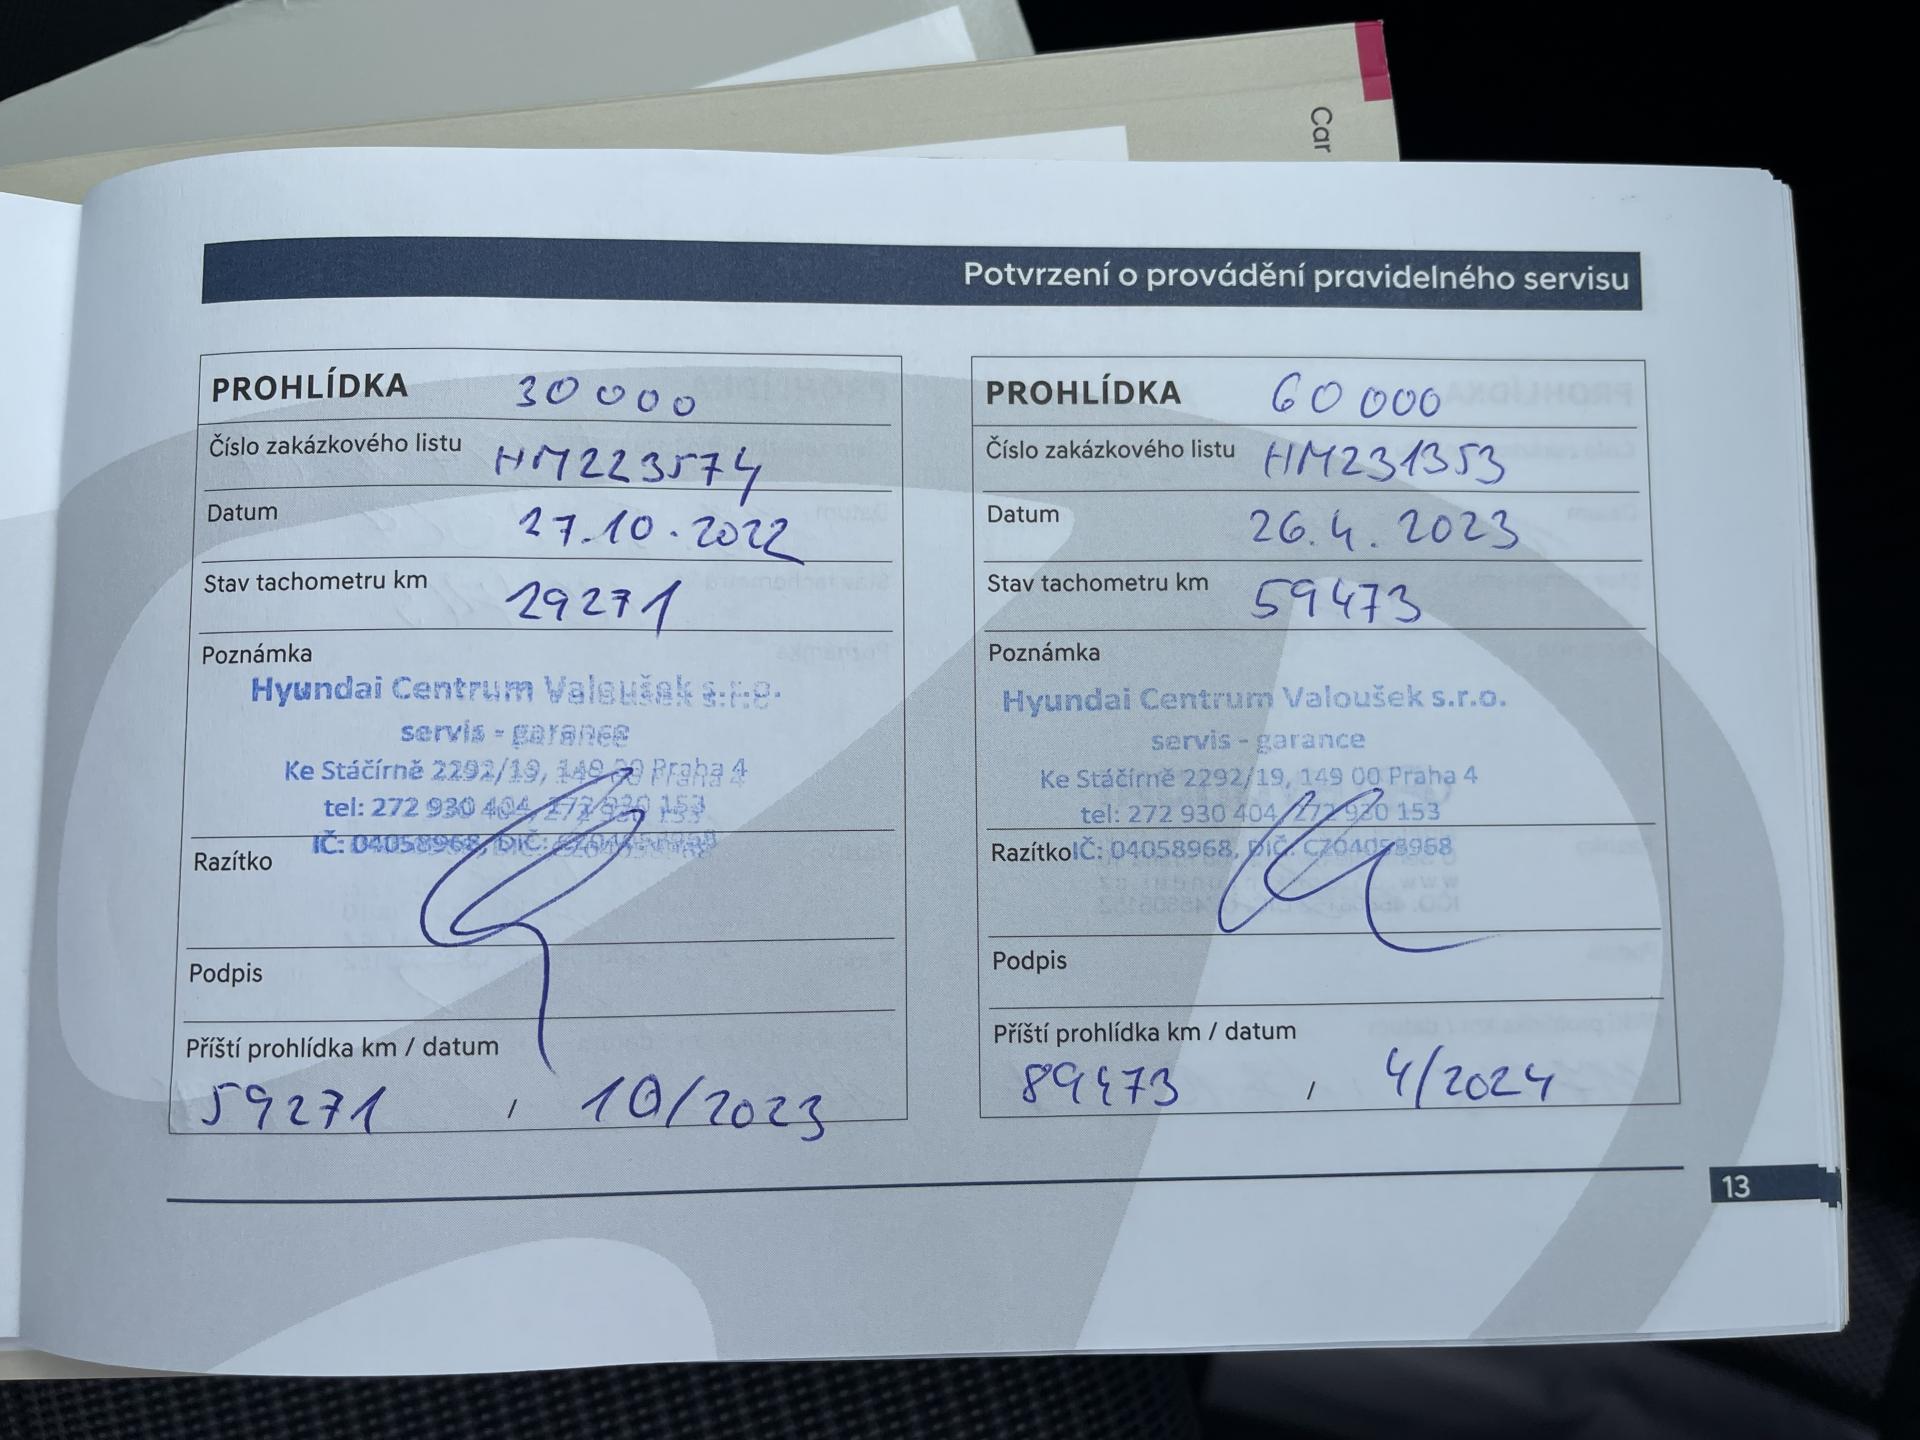 Car
Potvrzení o provádění pravidelného servisu
PROHLÍDKA 30 000
Číslo zakázkového listu HM223574
Datum 27.10.2022
Stav tachometru km 29271
Poznámka
Hyundai Centrum Valoušek s.r.o.
servis - garance
Ke Stáčírně 2292/19, 149 00 Praha 4
tel: 272 930 404, 272 930 153
IČ: 04058968, DIČ: CZ04058968
Razítko
Podpis
Příští prohlídka km / datum
59271 / 10/2023
PROHLÍDKA 60 000
Číslo zakázkového listu HM231353
Datum 26.4.2023
Stav tachometru km 59473
Poznámka
Hyundai Centrum Valoušek s.r.o.
servis - garance
Ke Stáčírně 2292/19, 149 00 Praha 4
tel: 272 930 404, 272 930 153
Razítko IČ: 04058968, DIČ: CZ04058968
Podpis
Příští prohlídka km / datum
89473 / 4/2024
13